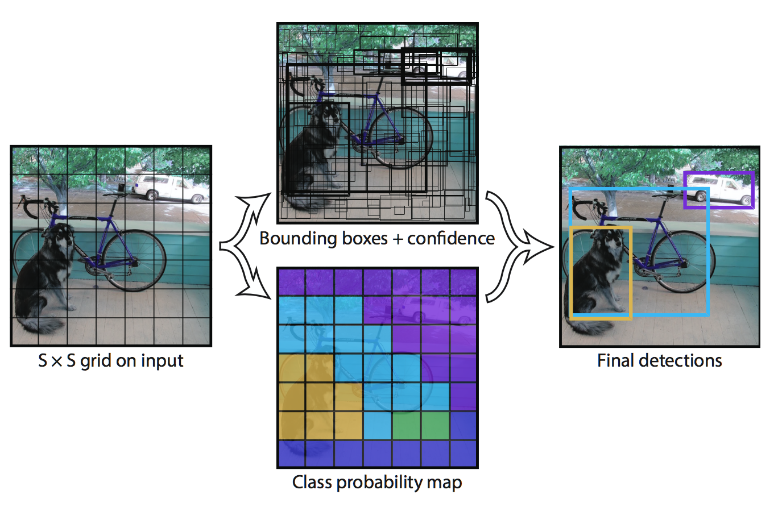 S × S grid on input
Bounding boxes + confidence
Class probability map
Final detections